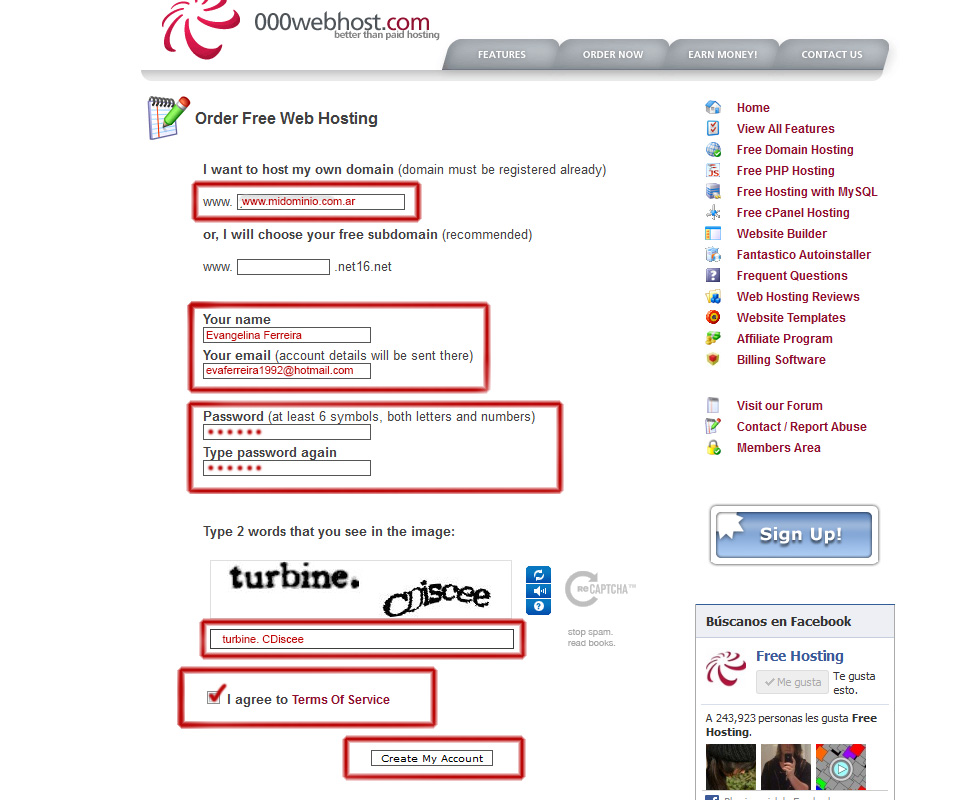 000webhost.com
better than paid hosting
FEATURES
ORDER NOW
EARN MONEY!
CONTACT US
Order Free Web Hosting
I want to host my own domain (domain must be registered already)
www. www.midominio.com.ar
or, I will choose your free subdomain (recommended)
www. .net16.net
Your name
Evangelina Ferreira
Your email (account details will be sent there)
evaferreira1992@hotmail.com
Password (at least 6 symbols, both letters and numbers)
Type password again
Type 2 words that you see in the image:
turbine. CDiscee
reCAPTCHA™
stop spam.
read books.
turbine. CDiscee
I agree to Terms Of Service
Create My Account
Home
View All Features
Free Domain Hosting
Free PHP Hosting
Free Hosting with MySQL
Free cPanel Hosting
Website Builder
Fantastico Autoinstaller
Frequent Questions
Web Hosting Reviews
Website Templates
Affiliate Program
Billing Software
Visit our Forum
Contact / Report Abuse
Members Area
Sign Up!
Búscanos en Facebook
Free Hosting
Me gusta
Te gusta
esto.
A 243,923 personas les gusta Free
Hosting.